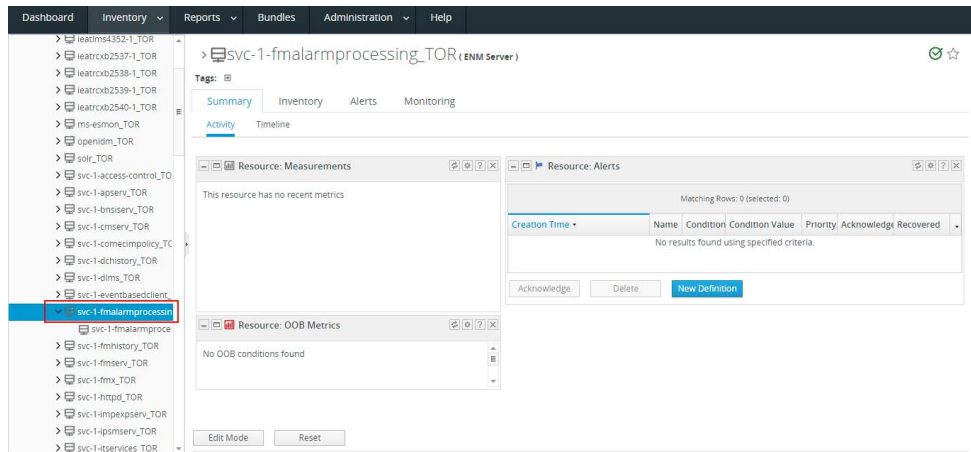 Dashboard Inventory Reports Bundles Administration Help
ieatlms4352-1_TOR
ieatrcxb2537-1_TOR
ieatrcxb2538-1_TOR
ieatrcxb2539-1_TOR
ieatrcxb2540-1_TOR
ms-esmon_TOR
openidm_TOR
solr_TOR
svc-1-access-control_TO
svc-1-apserv_TOR
svc-1-bnsiserv_TOR
svc-1-cmserv_TOR
svc-1-comecimpolicy_TC
svc-1-dchistory_TOR
svc-1-dlms_TOR
svc-1-eventbasedclient_
svc-1-fmalarmprocessin
svc-1-fmalarmproce
svc-1-fmhistory_TOR
svc-1-fmserv_TOR
svc-1-fmx_TOR
svc-1-httpd_TOR
svc-1-impexpserv_TOR
svc-1-ipsmserv_TOR
svc-1-itservices_TOR
svc-1-fmalarmprocessing_TOR ( ENM Server )
Tags:
Summary Inventory Alerts Monitoring
Activity Timeline
Resource: Measurements
This resource has no recent metrics
Resource: Alerts
Matching Rows: 0 (selected: 0)
Creation Time Name Condition Condition Value Priority Acknowledge Recovered
No results found using specified criteria.
Acknowledge Delete New Definition
Resource: OOB Metrics
No OOB conditions found
Edit Mode Reset